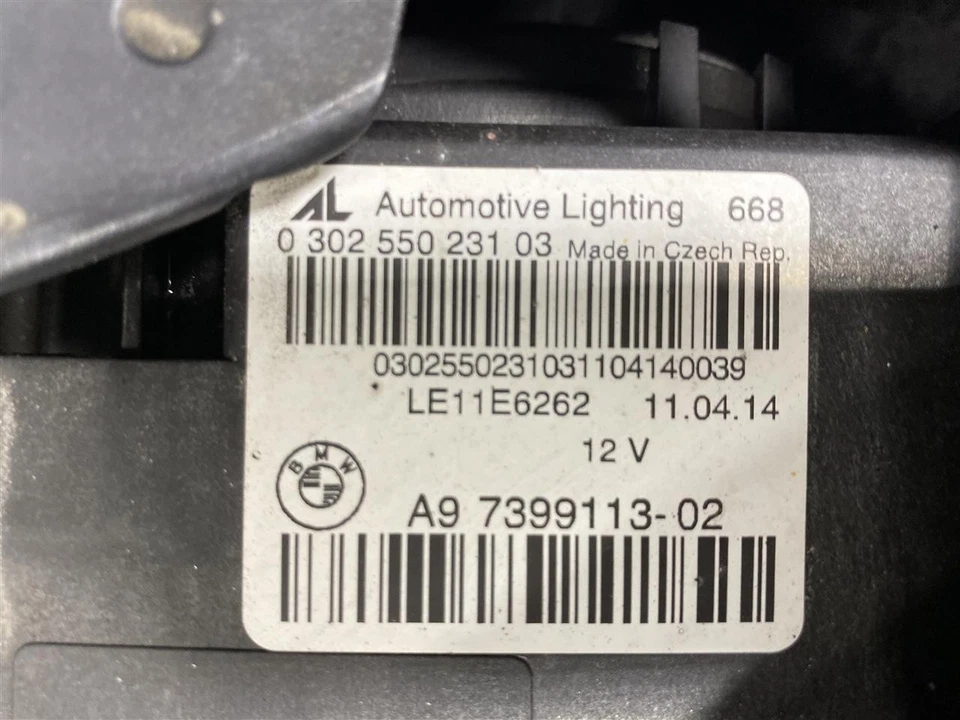 AL Automotive Lighting 668
0 302 550 231 03 Made in Czech Rep.
0302550231031104140039
LE11E6262 11.04.14
12 V
BMW
A9 7399113-02